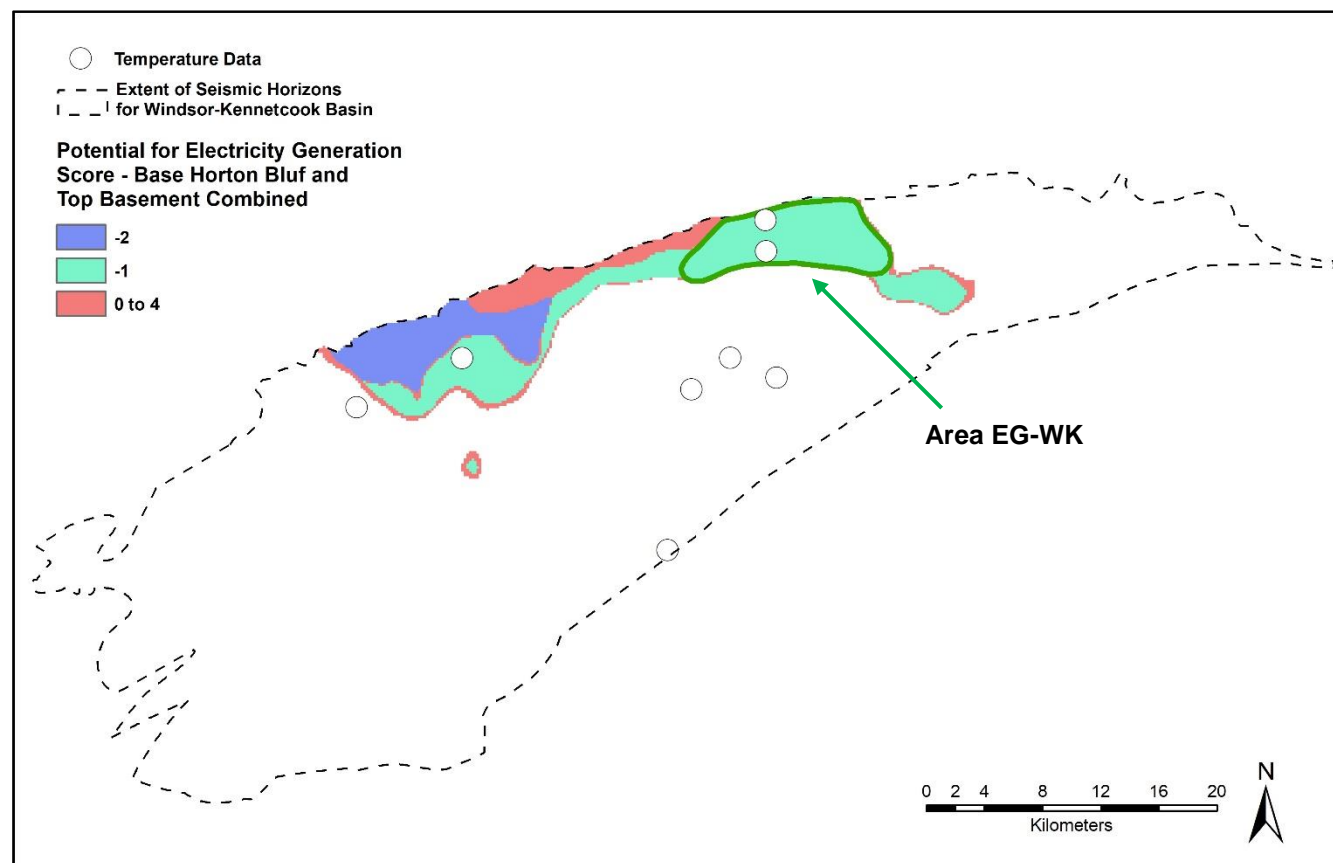 Temperature Data
Extent of Seismic Horizons
for Windsor-Kennetcook Basin
Potential for Electricity Generation
Score - Base Horton Bluf and
Top Basement Combined
-2
-1
0 to 4
Area EG-WK
N
0 2 4 8 12 16 20
Kilometers